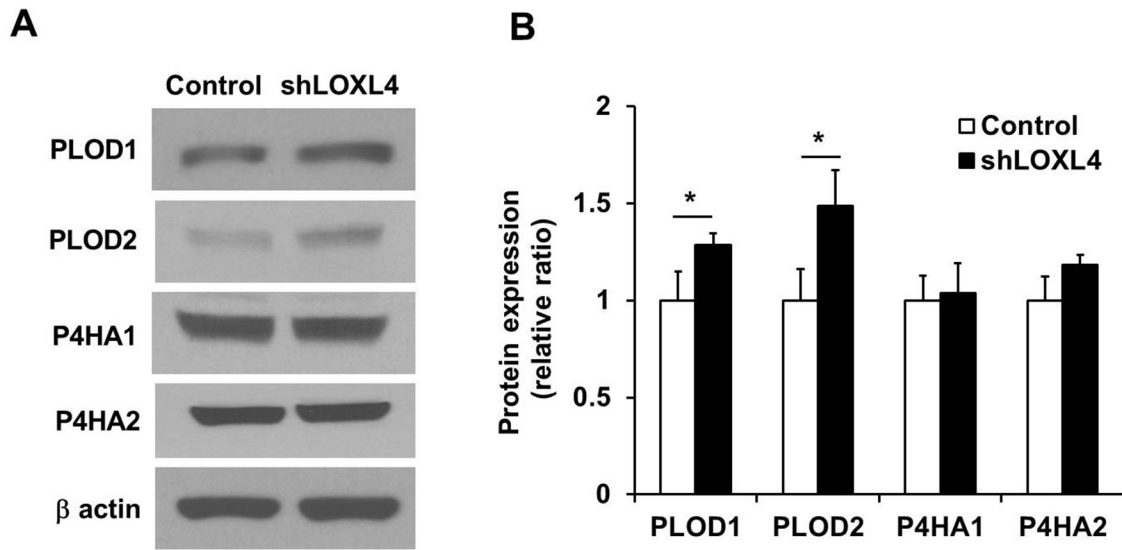 A
Control shLOXL4
PLOD1
PLOD2
P4HA1
P4HA2
β actin
B
Protein expression
(relative ratio)
2
1.5
1
0.5
0
Control
shLOXL4
*
*
PLOD1 PLOD2 P4HA1 P4HA2